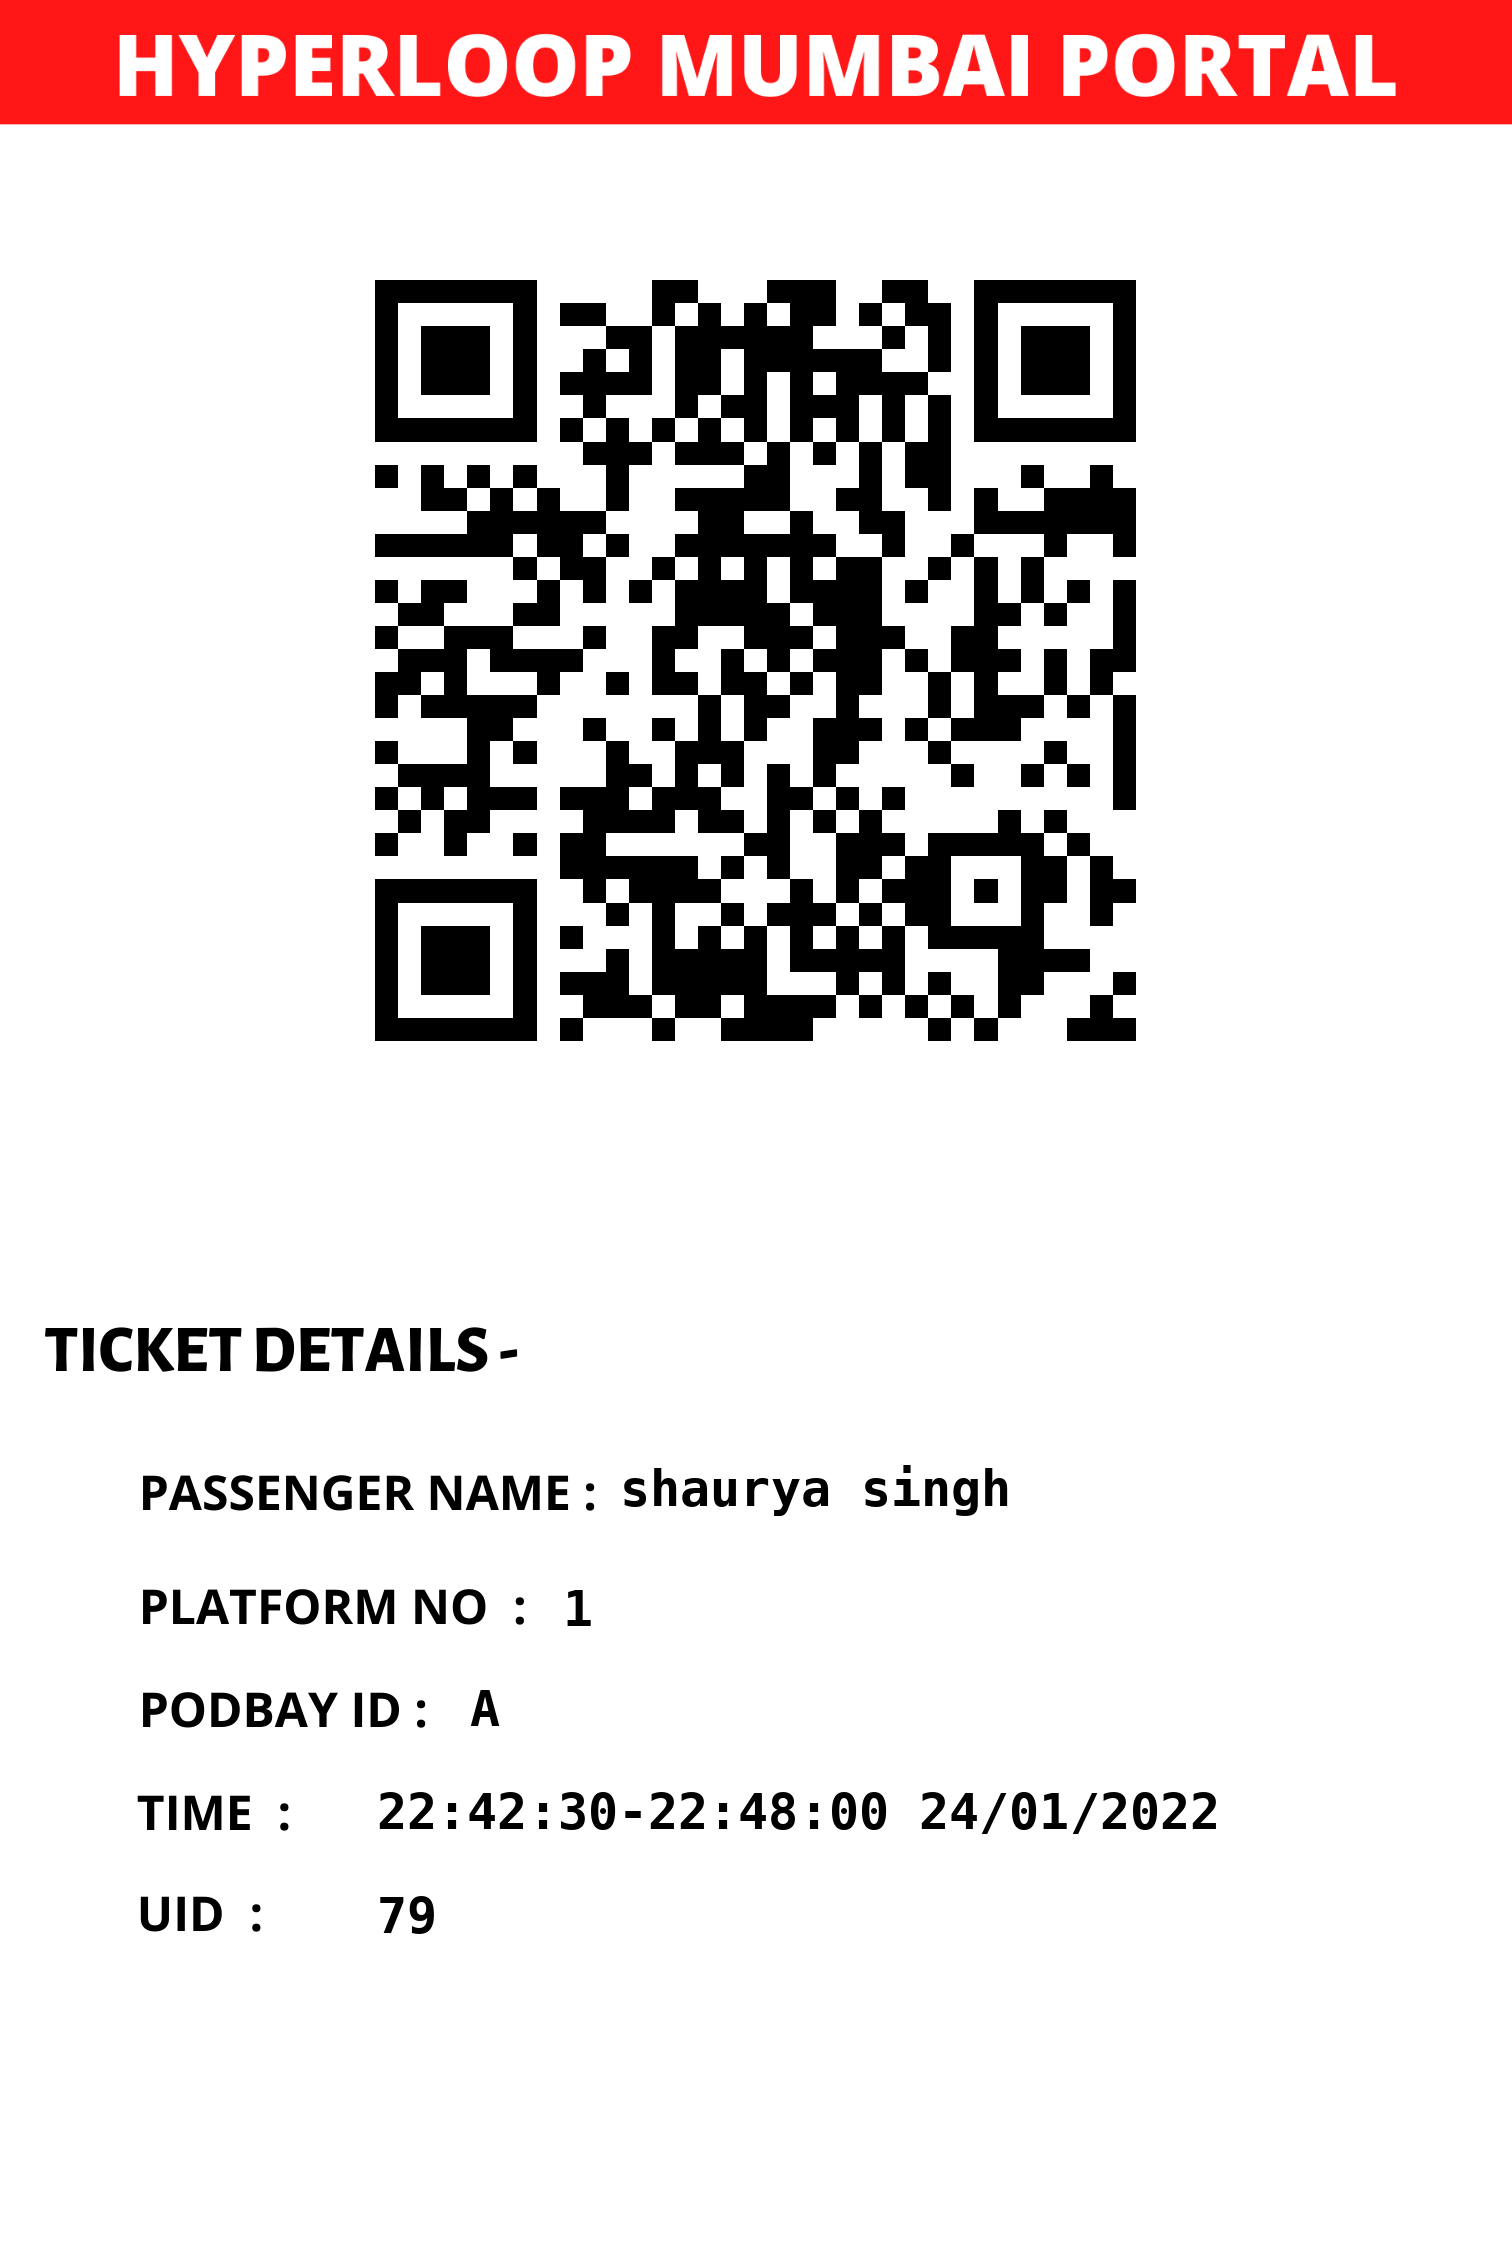 HYPERLOOP MUMBAI PORTAL
TICKET DETAILS -
PASSENGER NAME : shaurya singh
PLATFORM NO : 1
PODBAY ID : A
TIME : 22:42:30-22:48:00 24/01/2022
UID : 79